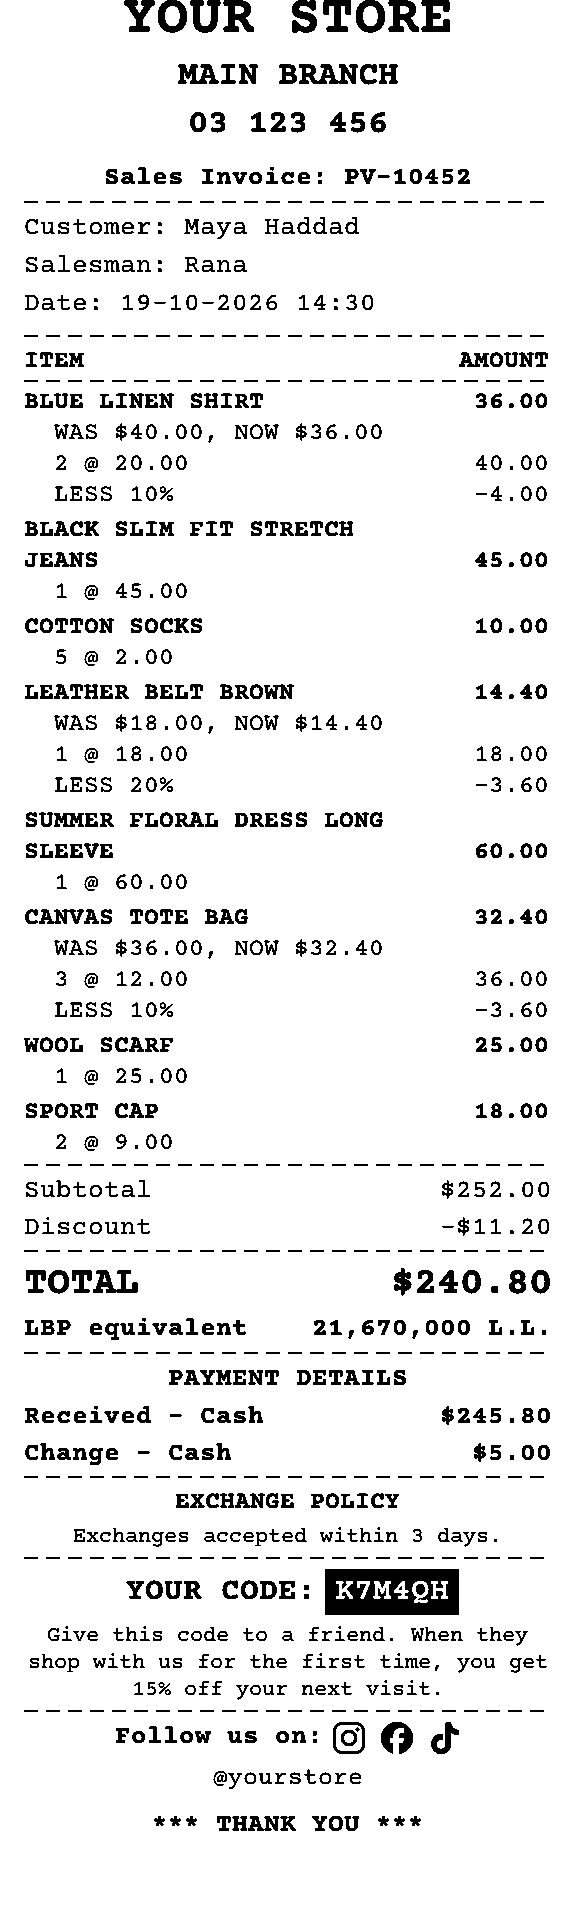 YOUR STORE
MAIN BRANCH
03 123 456
Sales Invoice: PV-10452
Customer: Maya Haddad
Salesman: Rana
Date: 19-10-2026 14:30
ITEM AMOUNT
BLUE LINEN SHIRT 36.00
WAS $40.00, NOW $36.00
2 @ 20.00 40.00
LESS 10% -4.00
BLACK SLIM FIT STRETCH
JEANS 45.00
1 @ 45.00
COTTON SOCKS 10.00
5 @ 2.00
LEATHER BELT BROWN 14.40
WAS $18.00, NOW $14.40
1 @ 18.00 18.00
LESS 20% -3.60
SUMMER FLORAL DRESS LONG
SLEEVE 60.00
1 @ 60.00
CANVAS TOTE BAG 32.40
WAS $36.00, NOW $32.40
3 @ 12.00 36.00
LESS 10% -3.60
WOOL SCARF 25.00
1 @ 25.00
SPORT CAP 18.00
2 @ 9.00
Subtotal $252.00
Discount -$11.20
TOTAL $240.80
LBP equivalent 21,670,000 L.L.
PAYMENT DETAILS
Received - Cash $245.80
Change - Cash $5.00
EXCHANGE POLICY
Exchanges accepted within 3 days.
YOUR CODE: K7M4QH
Give this code to a friend. When they
shop with us for the first time, you get
15% off your next visit.
Follow us on:
@yourstore
*** THANK YOU ***